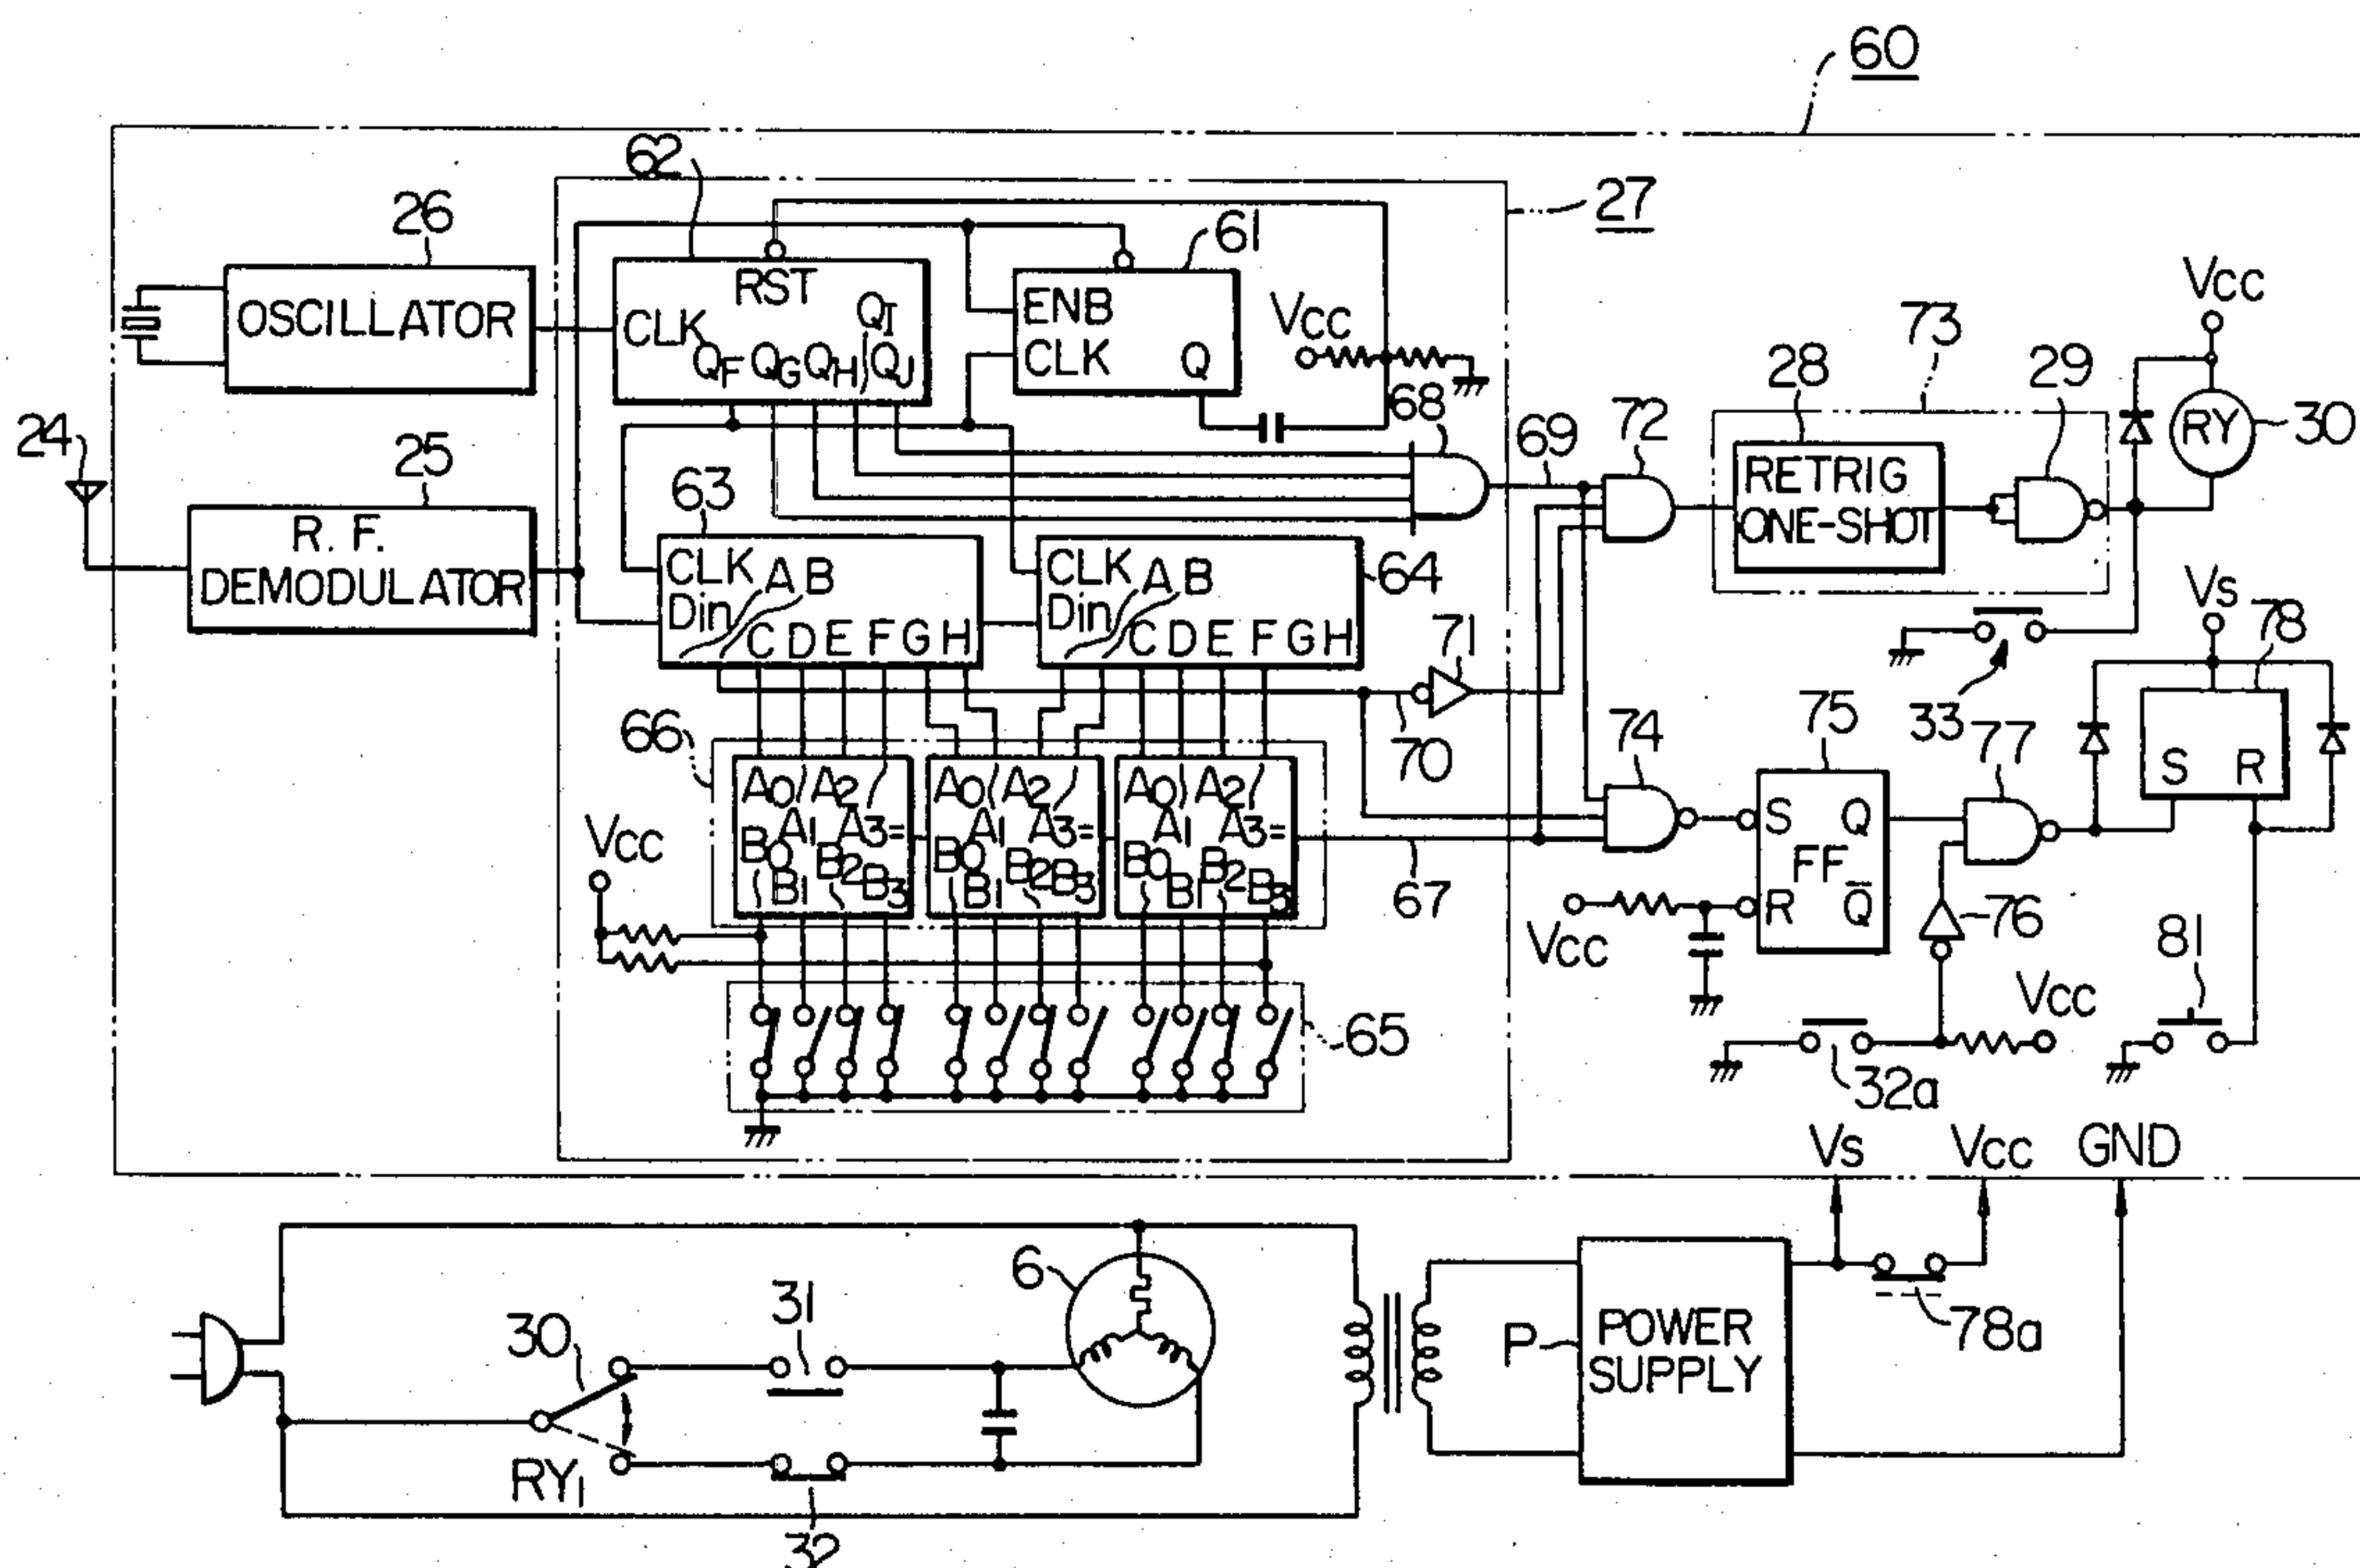 60
62
27
26
61
OSCILLATOR
RST
CLK
QI
QF QG QH QJ
ENB
CLK
Q
VCC
VCC
73
28
29
RY
30
24
25
R. F.
DEMODULATOR
63
68
69
72
RETRIG
ONE-SHOT
CLK A B
Din
C D E F G H
CLK A B
Din
C D E F G H
64
71
70
33
VS
78
S R
66
A0 A2
A1 A3=
B0 B2
B1 B3
A0 A2
A1 A3=
B0 B2
B1 B3
A0 A2
A1 A3=
B0 B2
B1 B3
67
74
75
S Q
FF
R Q̅
77
76
VCC
VCC
81
65
32a
VCC
VS VCC GND
6
31
30
RY1
32
P
POWER
SUPPLY
78a